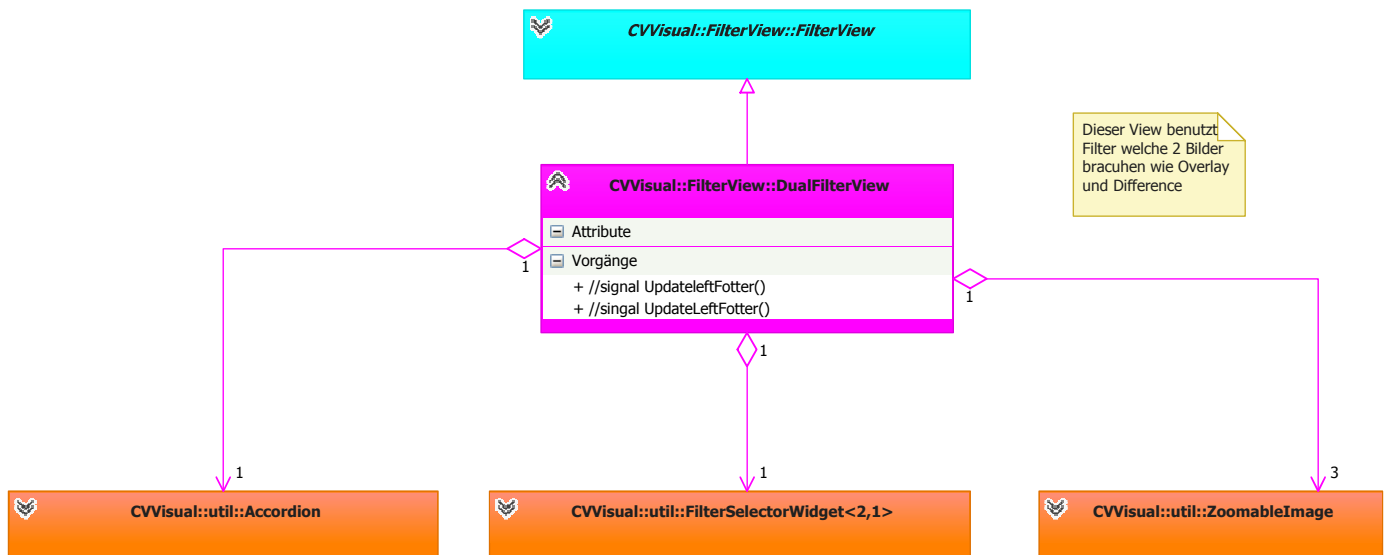 CVVisual::FilterView::FilterView
Dieser View benutzt
Filter welche 2 Bilder
bracuhen wie Overlay
und Difference
CVVisual::FilterView::DualFilterView
Attribute
Vorgänge
+ //signal UpdateleftFotter()
+ //singal UpdateLeftFotter()
1
1
1
1
1
3
CVVisual::util::Accordion
CVVisual::util::FilterSelectorWidget<2,1>
CVVisual::util::ZoomableImage